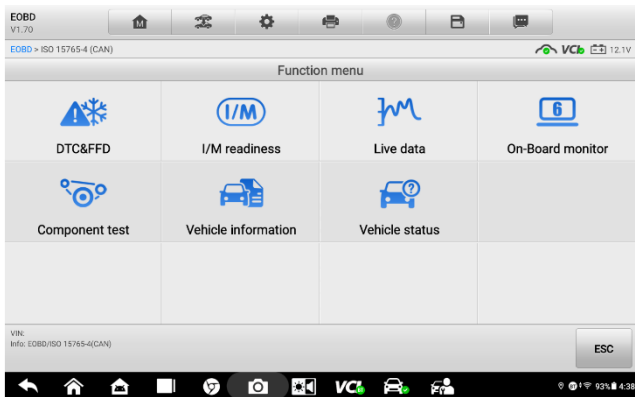 EOBD
V1.70
M
EOBD > ISO 15765-4 (CAN)
VCI 12.1V
Function menu
DTC&FFD
I/M
I/M readiness
Live data
6
On-Board monitor
Component test
Vehicle information
?
Vehicle status
VIN:
Info: EOBD/ISO 15765-4(CAN)
ESC
VCI
93% 4:38